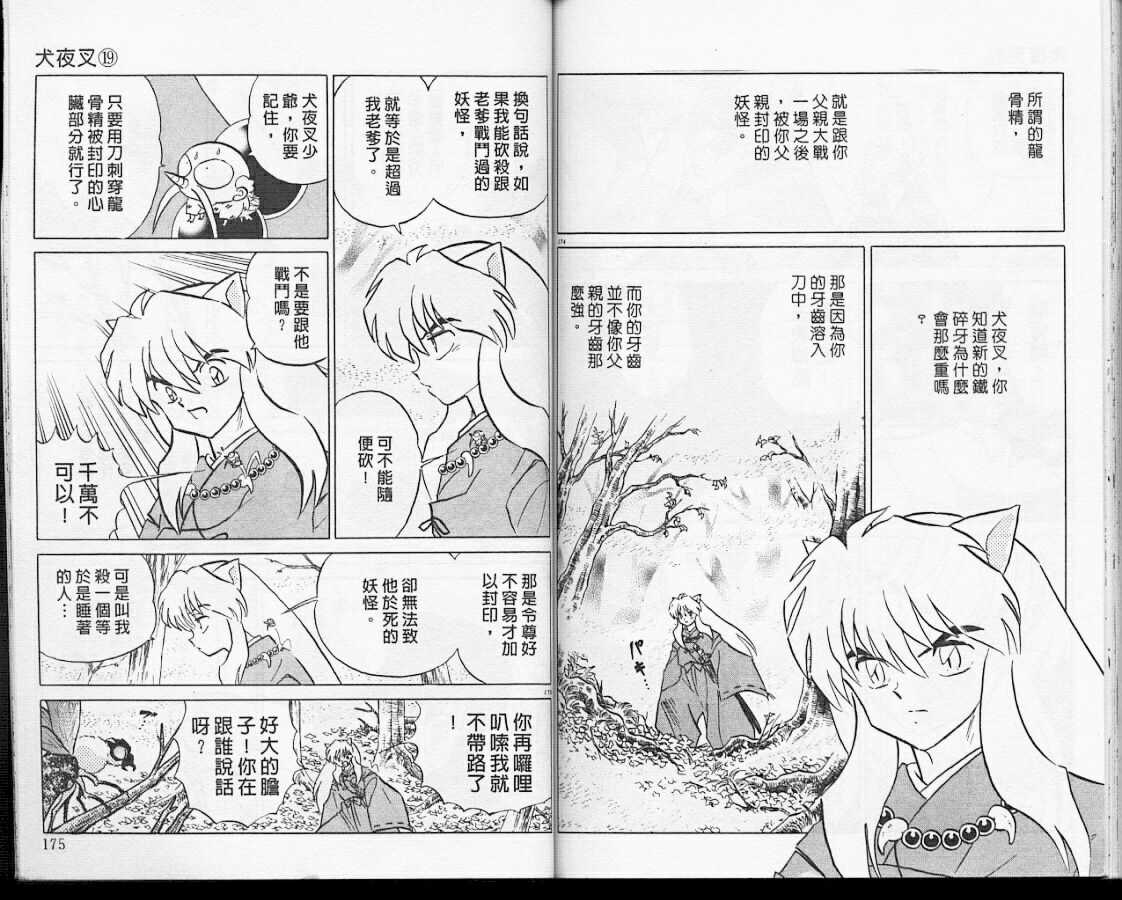 所謂的龍
骨精，
就是跟你
父親大戰
一場之後
，被你父
親封印的
妖怪。
犬夜叉，你
知道新的鐵
碎牙為什麼
會那麼重嗎
？
那是因為你
的牙齒溶入
刀中，
而你的牙齒
並不像你父
親的牙齒那
麼強。
パキ…
174
犬夜叉⑲
換句話說，如
果我能砍殺跟
老爹戰鬥過的
妖怪，
就等於是超過
我老爹了。
可不能隨
便砍！
犬夜叉少
爺，你要
記住，
只要用刀刺穿龍
骨精被封印的心
臟部分就行了。
不是要跟他
戰鬥嗎？
千萬不
可以！
那是令尊好
不容易才加
以封印，
卻無法致
他於死的
妖怪。
可是叫我
殺一個等
於是睡著
的人…
你再囉哩
叭嗦我就
不帶路了
！
好大的膽
子！你在
跟誰說話
呀？
175